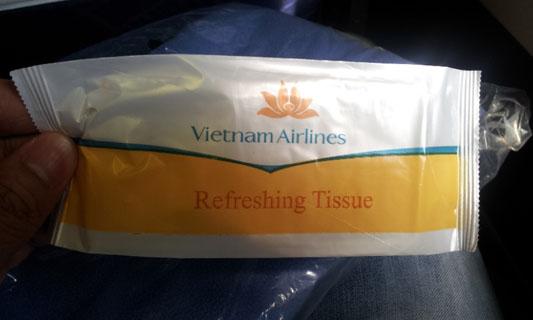 Vietnam Airlines
Refreshing Tissue